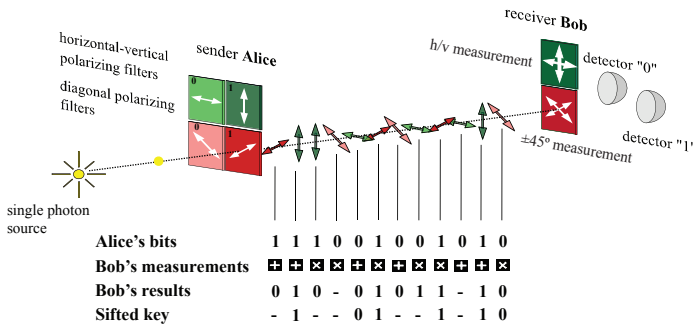 receiver Bob
horizontal-vertical
polarizing filters
sender Alice
h/v measurement
detector "0"
diagonal polarizing
filters
0 1
0 1
detector "1'
±45º measurement
single photon
source
Alice's bits 1 1 1 0 0 1 0 0 1 0 1 0
Bob's measurements + + × × + × + × × + + ×
Bob's results 0 1 0 - 0 1 0 1 1 - 1 0
Sifted key - 1 - - 0 1 - - 1 - 1 0